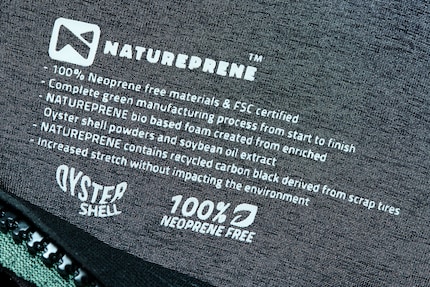 NATUREPRENE™
- 100% Neoprene free materials & FSC certified
- Complete green manufacturing process from start to finish
- NATUREPRENE bio based foam created from enriched
Oyster shell powders and soybean oil extract
- NATUREPRENE contains recycled carbon black derived from scrap tires
- Increased stretch without impacting the environment
OYSTER
SHELL
100%
NEOPRENE FREE